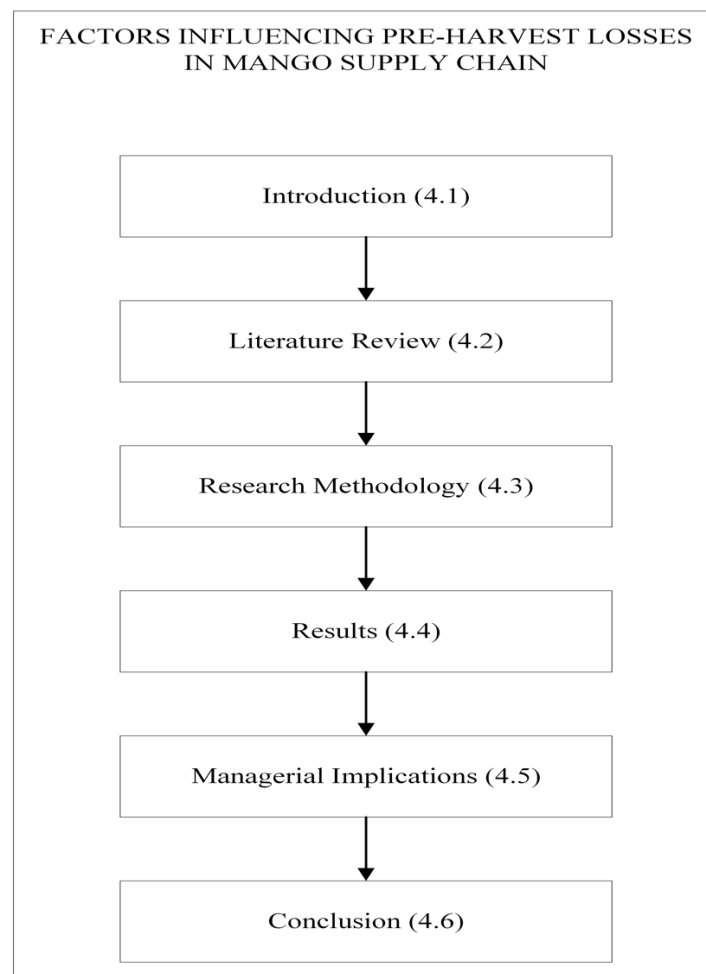 FACTORS INFLUENCING PRE-HARVEST LOSSES
IN MANGO SUPPLY CHAIN
Introduction (4.1)
Literature Review (4.2)
Research Methodology (4.3)
Results (4.4)
Managerial Implications (4.5)
Conclusion (4.6)